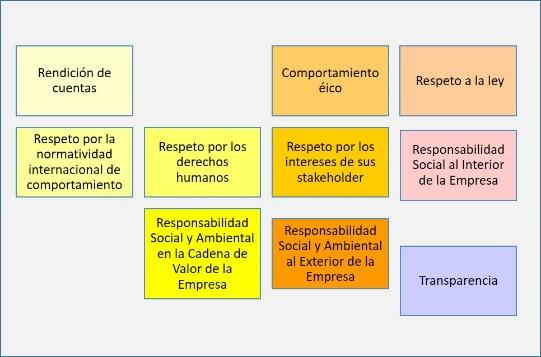 Rendición de
cuentas
Comportamiento
éico
Respeto a la ley
Respeto por la
normatividad
internacional de
comportamiento
Respeto por los
derechos
humanos
Respeto por los
intereses de sus
stakeholder
Responsabilidad
Social al Interior
de la Empresa
Responsabilidad
Social y Ambiental
en la Cadena de
Valor de la
Empresa
Responsabilidad
Social y Ambiental
al Exterior de la
Empresa
Transparencia